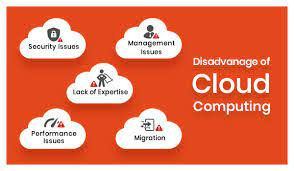 Security Issues
Management
Issues
Lack of Expertise
Performance
Issues
Migration
Disadvanage of
Cloud
Computing